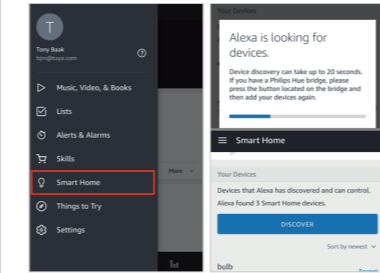 T
Tony Baak
Music, Video, & Books
Lists
Alerts & Alarms
Skills
Smart Home
Things to Try
Settings
More
Your Devices
Alexa is looking for
devices.
Device discovery can take up to 20 seconds.
If you have a Philips Hue bridge, please
press the button located on the bridge and
then add your devices again.
Smart Home
Your Devices
Devices that Alexa has discovered and can control.
Alexa found 3 Smart Home devices.
DISCOVER
Sort by newest
bulb